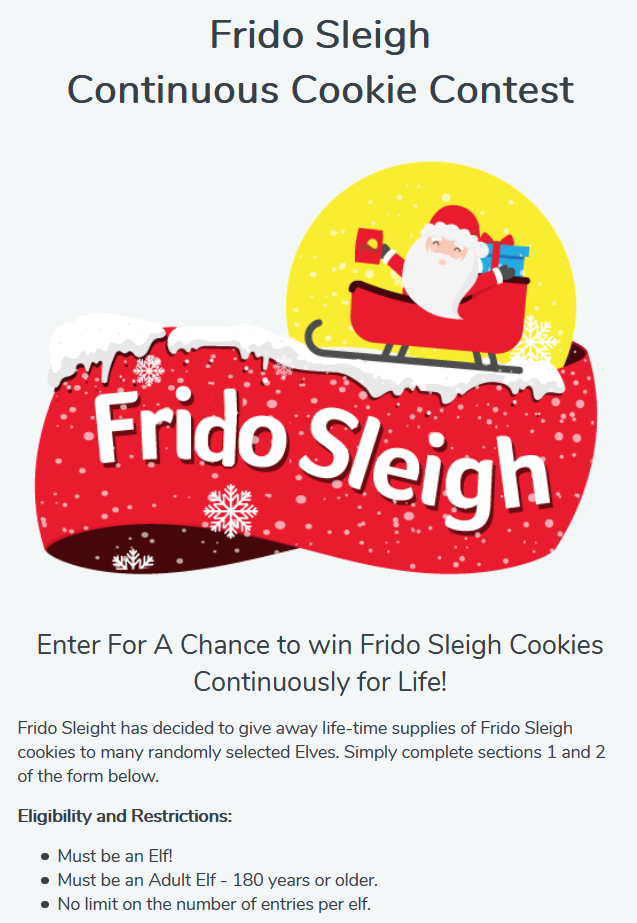 Frido Sleigh
Continuous Cookie Contest
Frido Sleigh
Enter For A Chance to win Frido Sleigh Cookies
Continuously for Life!
Frido Sleight has decided to give away life-time supplies of Frido Sleigh
cookies to many randomly selected Elves. Simply complete sections 1 and 2
of the form below.
Eligibility and Restrictions:
• Must be an Elf!
• Must be an Adult Elf - 180 years or older.
• No limit on the number of entries per elf.